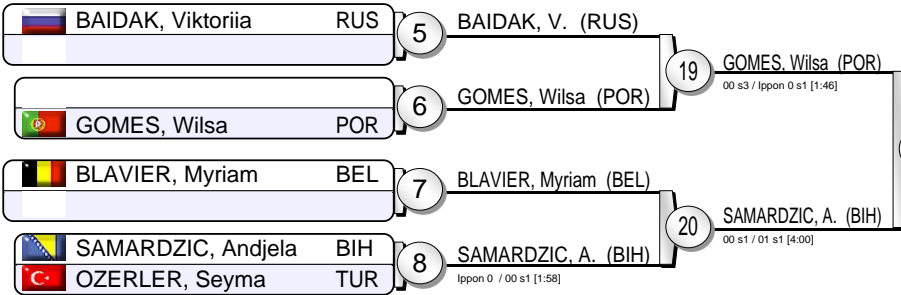 BAIDAK, Viktoriia RUS
5
BAIDAK, V. (RUS)
19
GOMES, Wilsa (POR)
00 s3 / Ippon 0 s1 [1:46]
6
GOMES, Wilsa (POR)
GOMES, Wilsa POR
BLAVIER, Myriam BEL
7
BLAVIER, Myriam (BEL)
20
SAMARDZIC, A. (BIH)
00 s1 / 01 s1 [4:00]
SAMARDZIC, Andjela BIH
8
SAMARDZIC, A. (BIH)
Ippon 0 / 00 s1 [1:58]
OZERLER, Seyma TUR